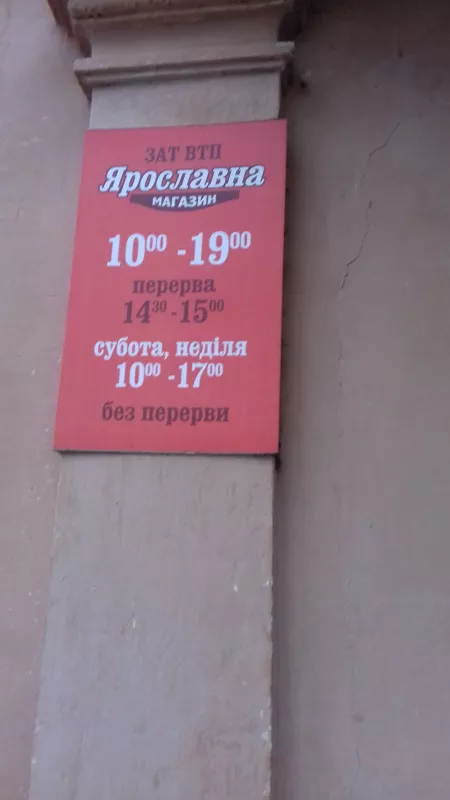 ЗАТ ВТП
Ярославна
МАГАЗИН
10⁰⁰ -19⁰⁰
перерва
14³⁰ -15⁰⁰
субота, неділя
10⁰⁰ -17⁰⁰
без перерви